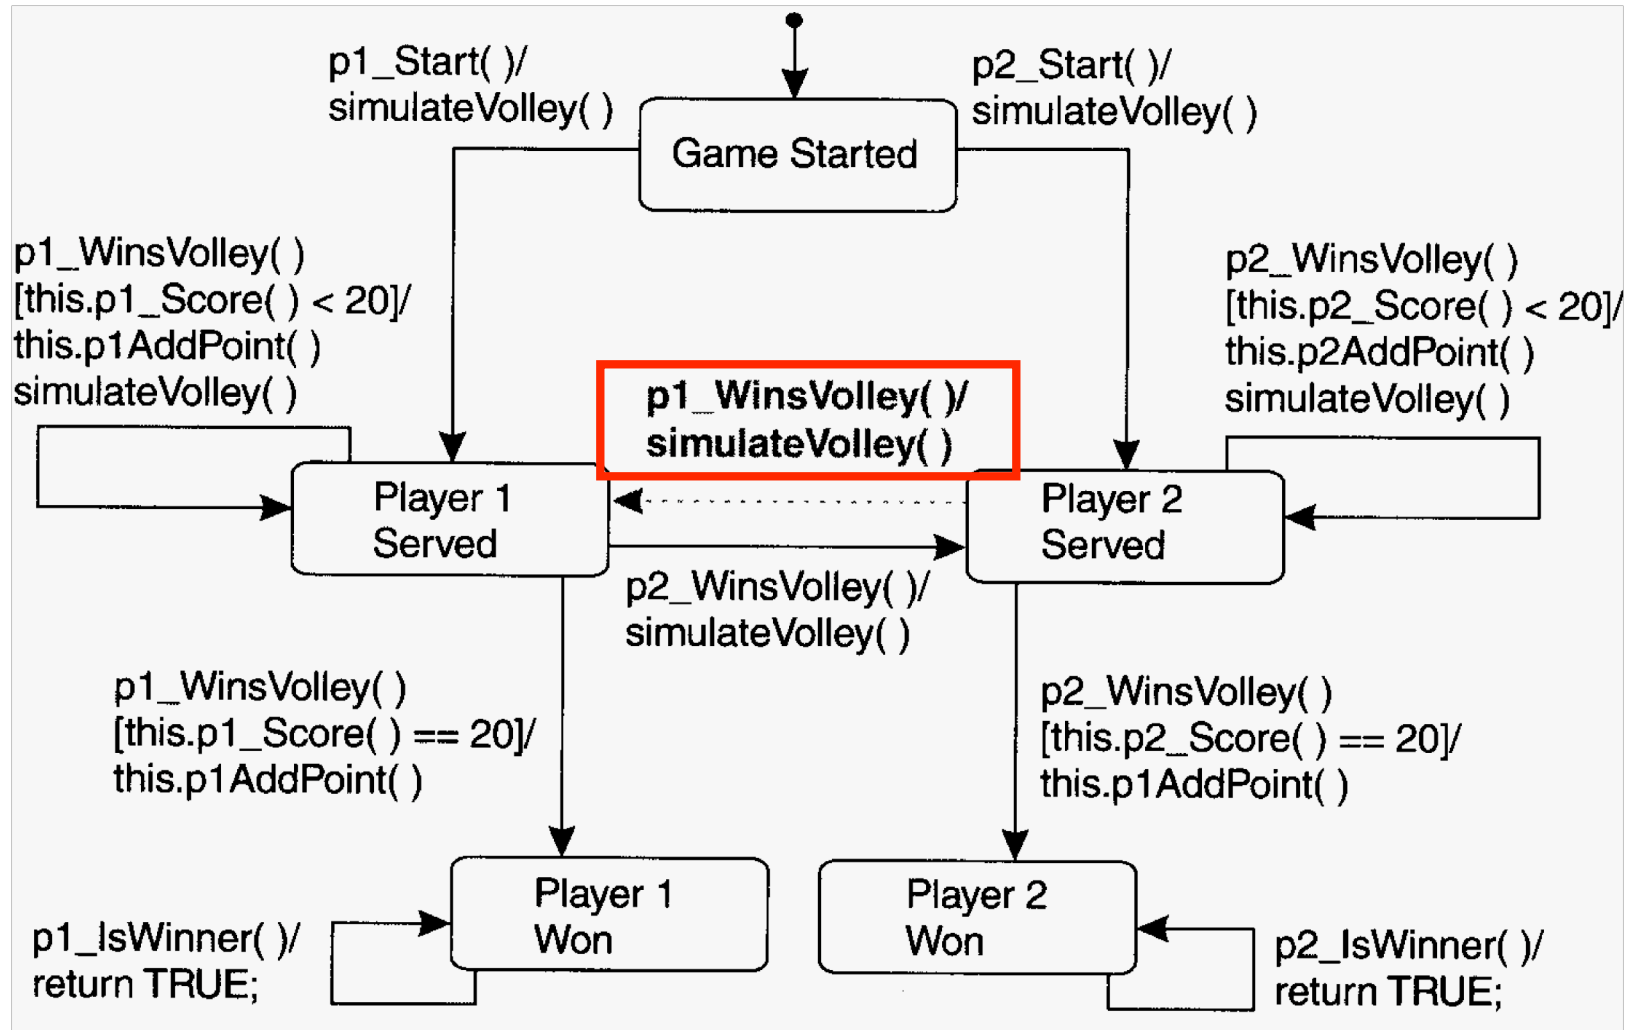 p1_Start( )/
simulateVolley( )
p2_Start( )/
simulateVolley( )
Game Started
p1_WinsVolley( )
[this.p1_Score( ) < 20]/
this.p1AddPoint( )
simulateVolley( )
p2_WinsVolley( )
[this.p2_Score( ) < 20]/
this.p2AddPoint( )
simulateVolley( )
p1_WinsVolley( )/
simulateVolley( )
Player 1
Served
Player 2
Served
p2_WinsVolley( )/
simulateVolley( )
p1_WinsVolley( )
[this.p1_Score( ) == 20]/
this.p1AddPoint( )
p2_WinsVolley( )
[this.p2_Score( ) == 20]/
this.p1AddPoint( )
Player 1
Won
Player 2
Won
p1_IsWinner( )/
return TRUE;
p2_IsWinner( )/
return TRUE;